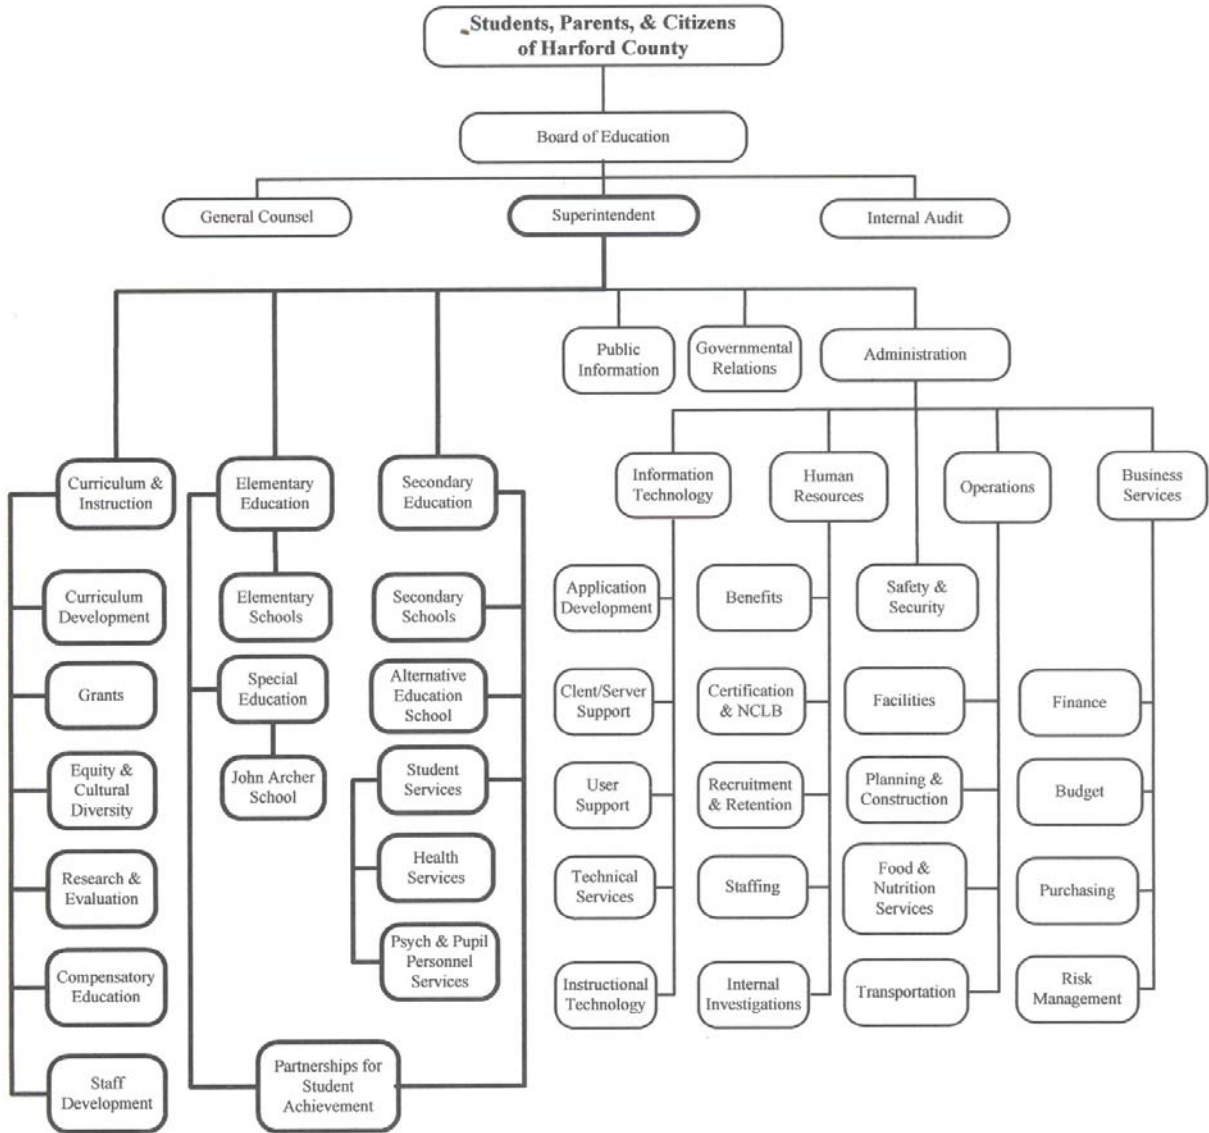 Students, Parents, & Citizens
of Harford County
Board of Education
General Counsel
Superintendent
Internal Audit
Public
Information
Governmental
Relations
Administration
Curriculum &
Instruction
Elementary
Education
Secondary
Education
Information
Technology
Human
Resources
Operations
Business
Services
Curriculum
Development
Elementary
Schools
Secondary
Schools
Application
Development
Benefits
Safety &
Security
Grants
Special
Education
Alternative
Education
School
Clent/Server
Support
Certification
& NCLB
Facilities
Finance
Equity &
Cultural
Diversity
John Archer
School
Student
Services
User
Support
Recruitment
& Retention
Planning &
Construction
Budget
Research &
Evaluation
Health
Services
Technical
Services
Staffing
Food &
Nutrition
Services
Purchasing
Compensatory
Education
Psych & Pupil
Personnel
Services
Instructional
Technology
Internal
Investigations
Transportation
Risk
Management
Staff
Development
Partnerships for
Student
Achievement